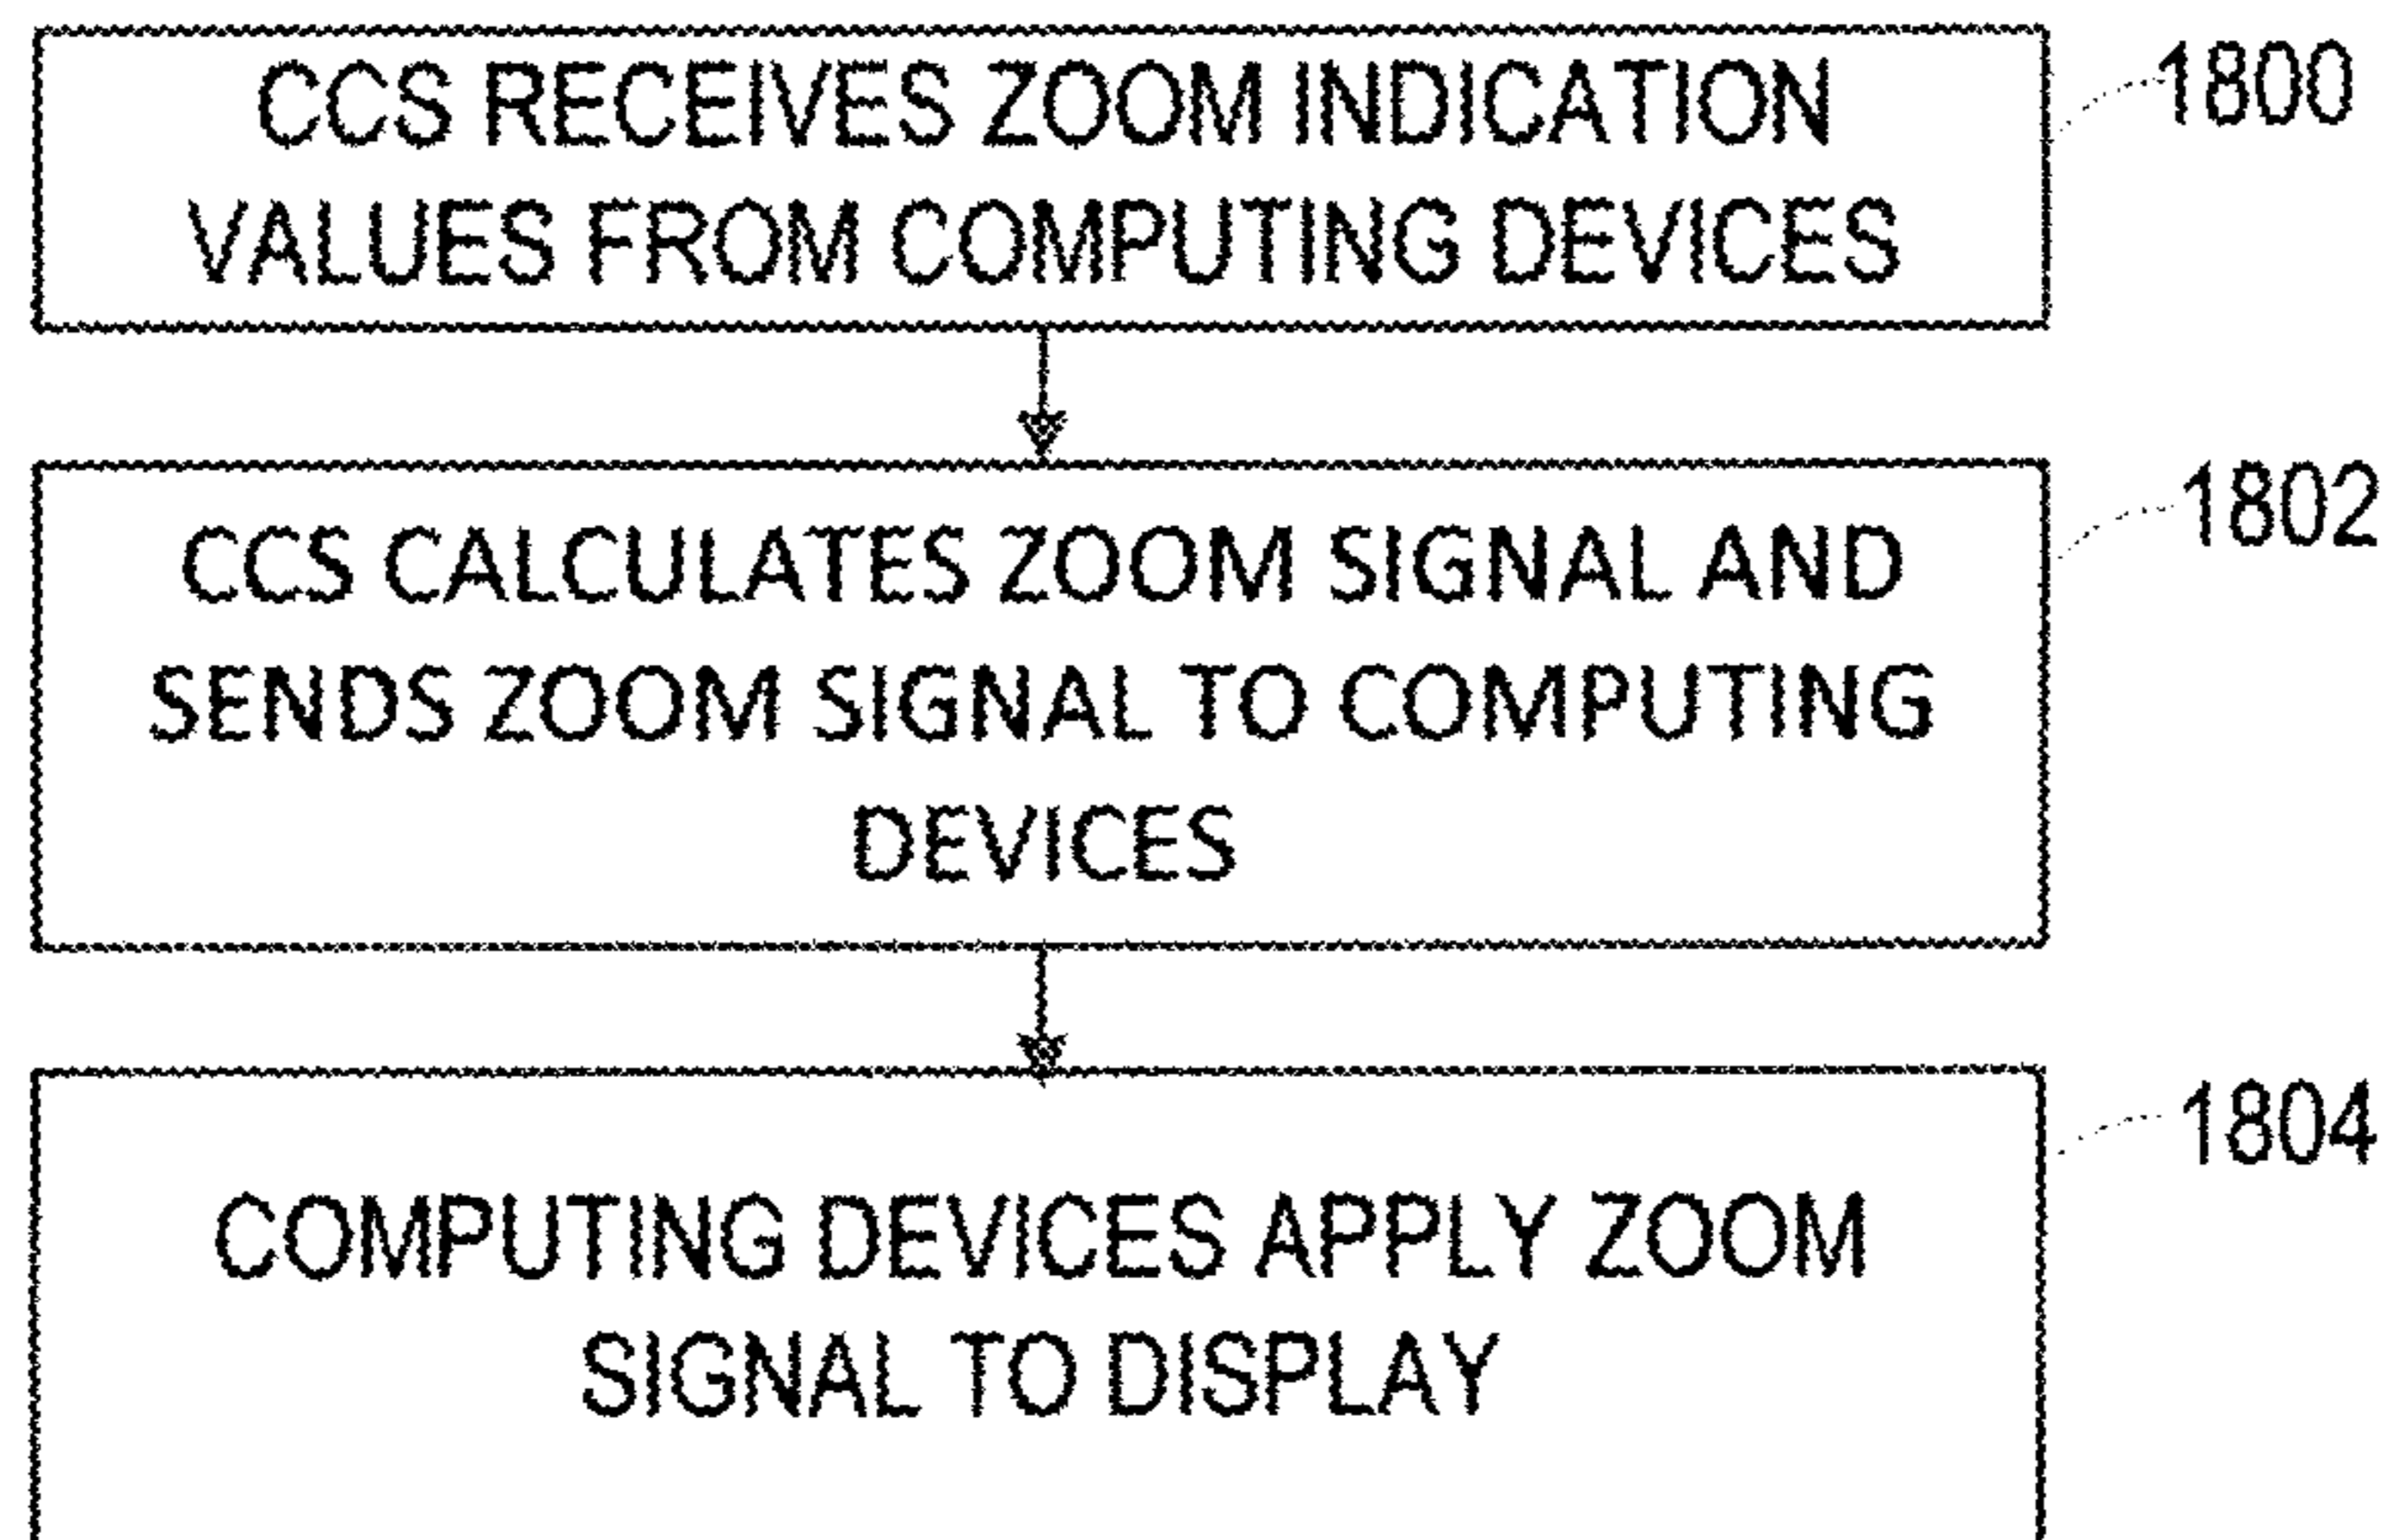 CCS RECEIVES ZOOM INDICATION
VALUES FROM COMPUTING DEVICES
1800
CCS CALCULATES ZOOM SIGNAL AND
SENDS ZOOM SIGNAL TO COMPUTING
DEVICES
1802
COMPUTING DEVICES APPLY ZOOM
SIGNAL TO DISPLAY
1804